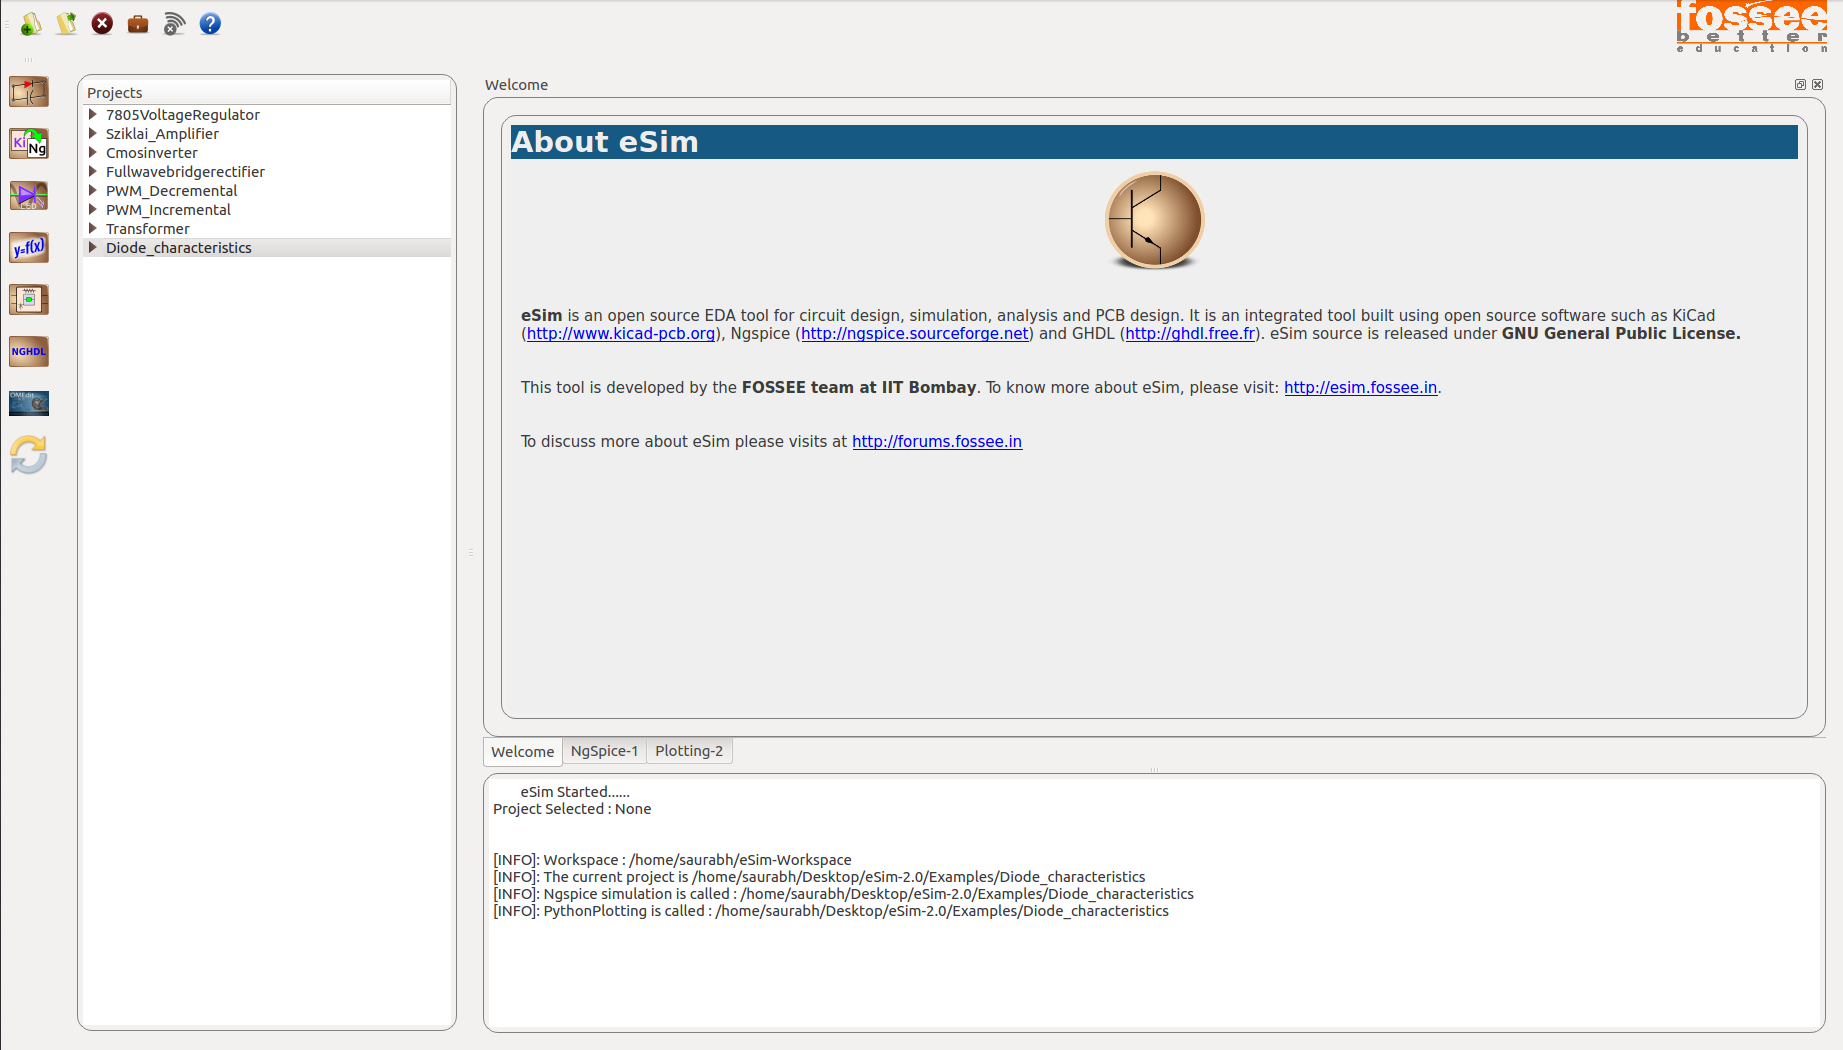 fossee
better
education
Projects
7805VoltageRegulator
Sziklai_Amplifier
Cmosinverter
Fullwavebridgerectifier
PWM_Decremental
PWM_Incremental
Transformer
Diode_characteristics
Ki
Ng
LED
y=f(x)
NGHDL
OMEdit
Welcome
About eSim
eSim is an open source EDA tool for circuit design, simulation, analysis and PCB design. It is an integrated tool built using open source software such as KiCad
(http://www.kicad-pcb.org), Ngspice (http://ngspice.sourceforge.net) and GHDL (http://ghdl.free.fr). eSim source is released under GNU General Public License.
This tool is developed by the FOSSEE team at IIT Bombay. To know more about eSim, please visit: http://esim.fossee.in.
To discuss more about eSim please visits at http://forums.fossee.in
Welcome NgSpice-1 Plotting-2
eSim Started......
Project Selected : None
[INFO]: Workspace : /home/saurabh/eSim-Workspace
[INFO]: The current project is /home/saurabh/Desktop/eSim-2.0/Examples/Diode_characteristics
[INFO]: Ngspice simulation is called : /home/saurabh/Desktop/eSim-2.0/Examples/Diode_characteristics
[INFO]: PythonPlotting is called : /home/saurabh/Desktop/eSim-2.0/Examples/Diode_characteristics